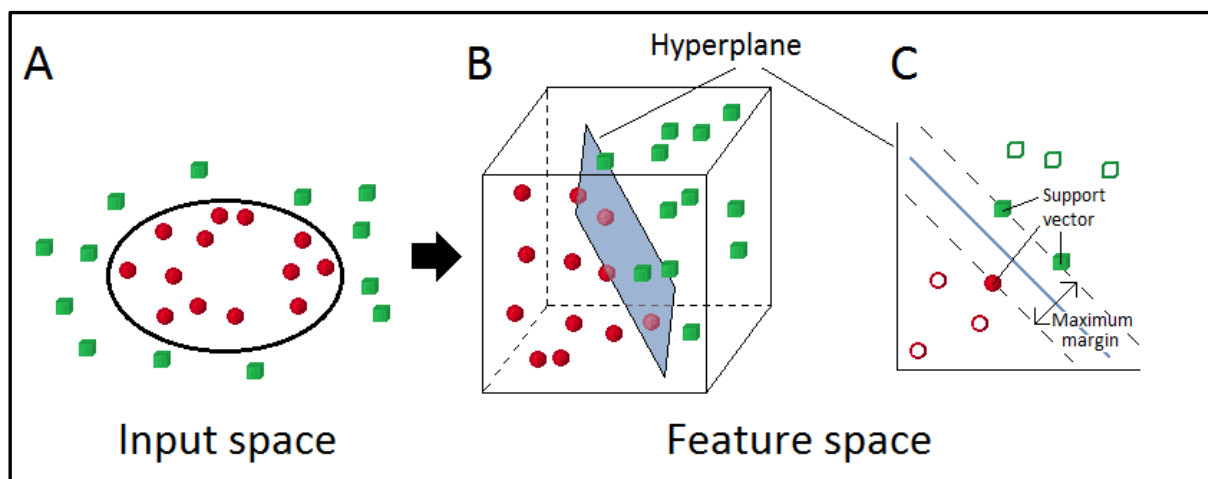 A
B
Hyperplane
C
Support
vector
Maximum
margin
Input space
Feature space